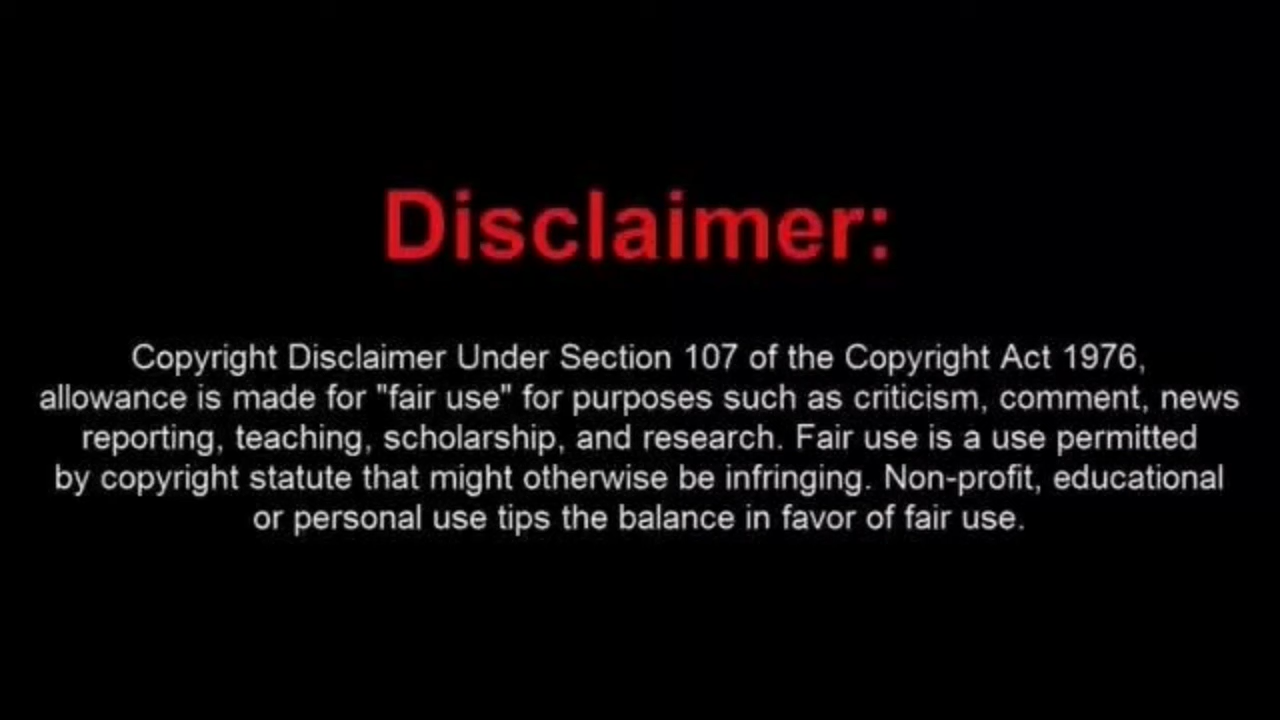 Disclaimer:
Copyright Disclaimer Under Section 107 of the Copyright Act 1976,
allowance is made for "fair use" for purposes such as criticism, comment, news
reporting, teaching, scholarship, and research. Fair use is a use permitted
by copyright statute that might otherwise be infringing. Non-profit, educational
or personal use tips the balance in favor of fair use.